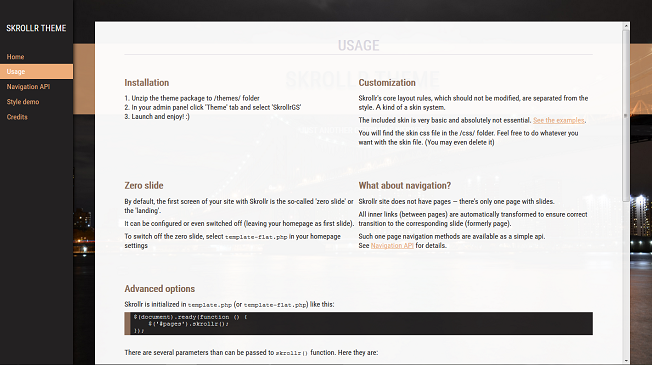 SKROLLR THEME
Home
Usage
Navigation API
Style demo
Credits
USAGE
SKROLLR THEME
Installation
1. Unzip the theme package to /themes/ folder
2. In your admin panel click 'Theme' tab and select 'SkrollrGS'
3. Launch and enjoy! :)
Customization
Skrollr's core layout rules, which should not be modified, are separated from the
style. A kind of a skin system.
The included skin is very basic and absolutely not essential. See the examples.
You will find the skin css file in the /css/ folder. Feel free to do whatever you
want with the skin file. (You may even delete it)
Zero slide
By default, the first screen of your site with Skrollr is the so-called 'zero slide' or
the 'landing'.
It can be configured or even switched off (leaving your homepage as first slide).
To switch off the zero slide, select template-flat.php in your homepage
settings
What about navigation?
Skrollr site does not have pages — there's only one page with slides.
All inner links (between pages) are automatically transformed to ensure correct
transition to the corresponding slide (formerly page).
Such one page navigation methods are available as a simple api.
See Navigation API for details.
Advanced options
Skrollr is initialized in template.php (or template-flat.php) like this:
$(document).ready(function () {
$('#pages').skrollr();
});
There are several parameters than can be passed to skrollr() function. Here they are: